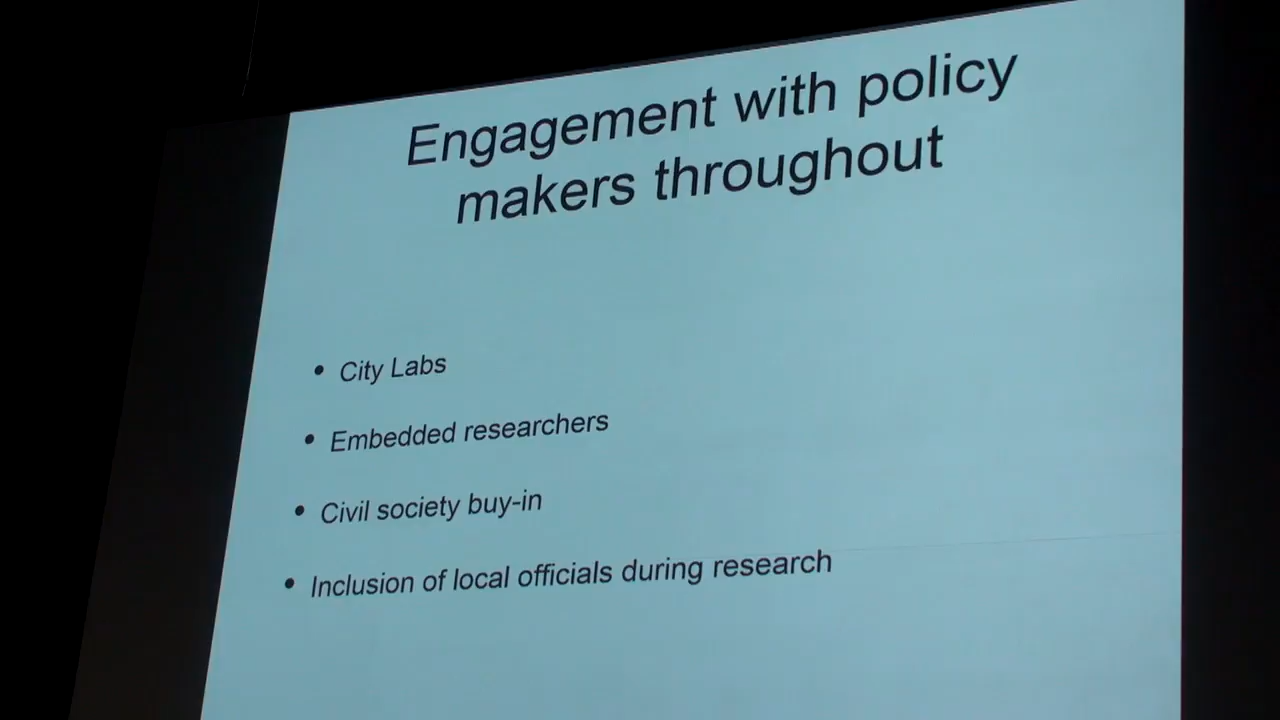 Engagement with policy
makers throughout
• City Labs
• Embedded researchers
• Civil society buy-in
• Inclusion of local officials during research